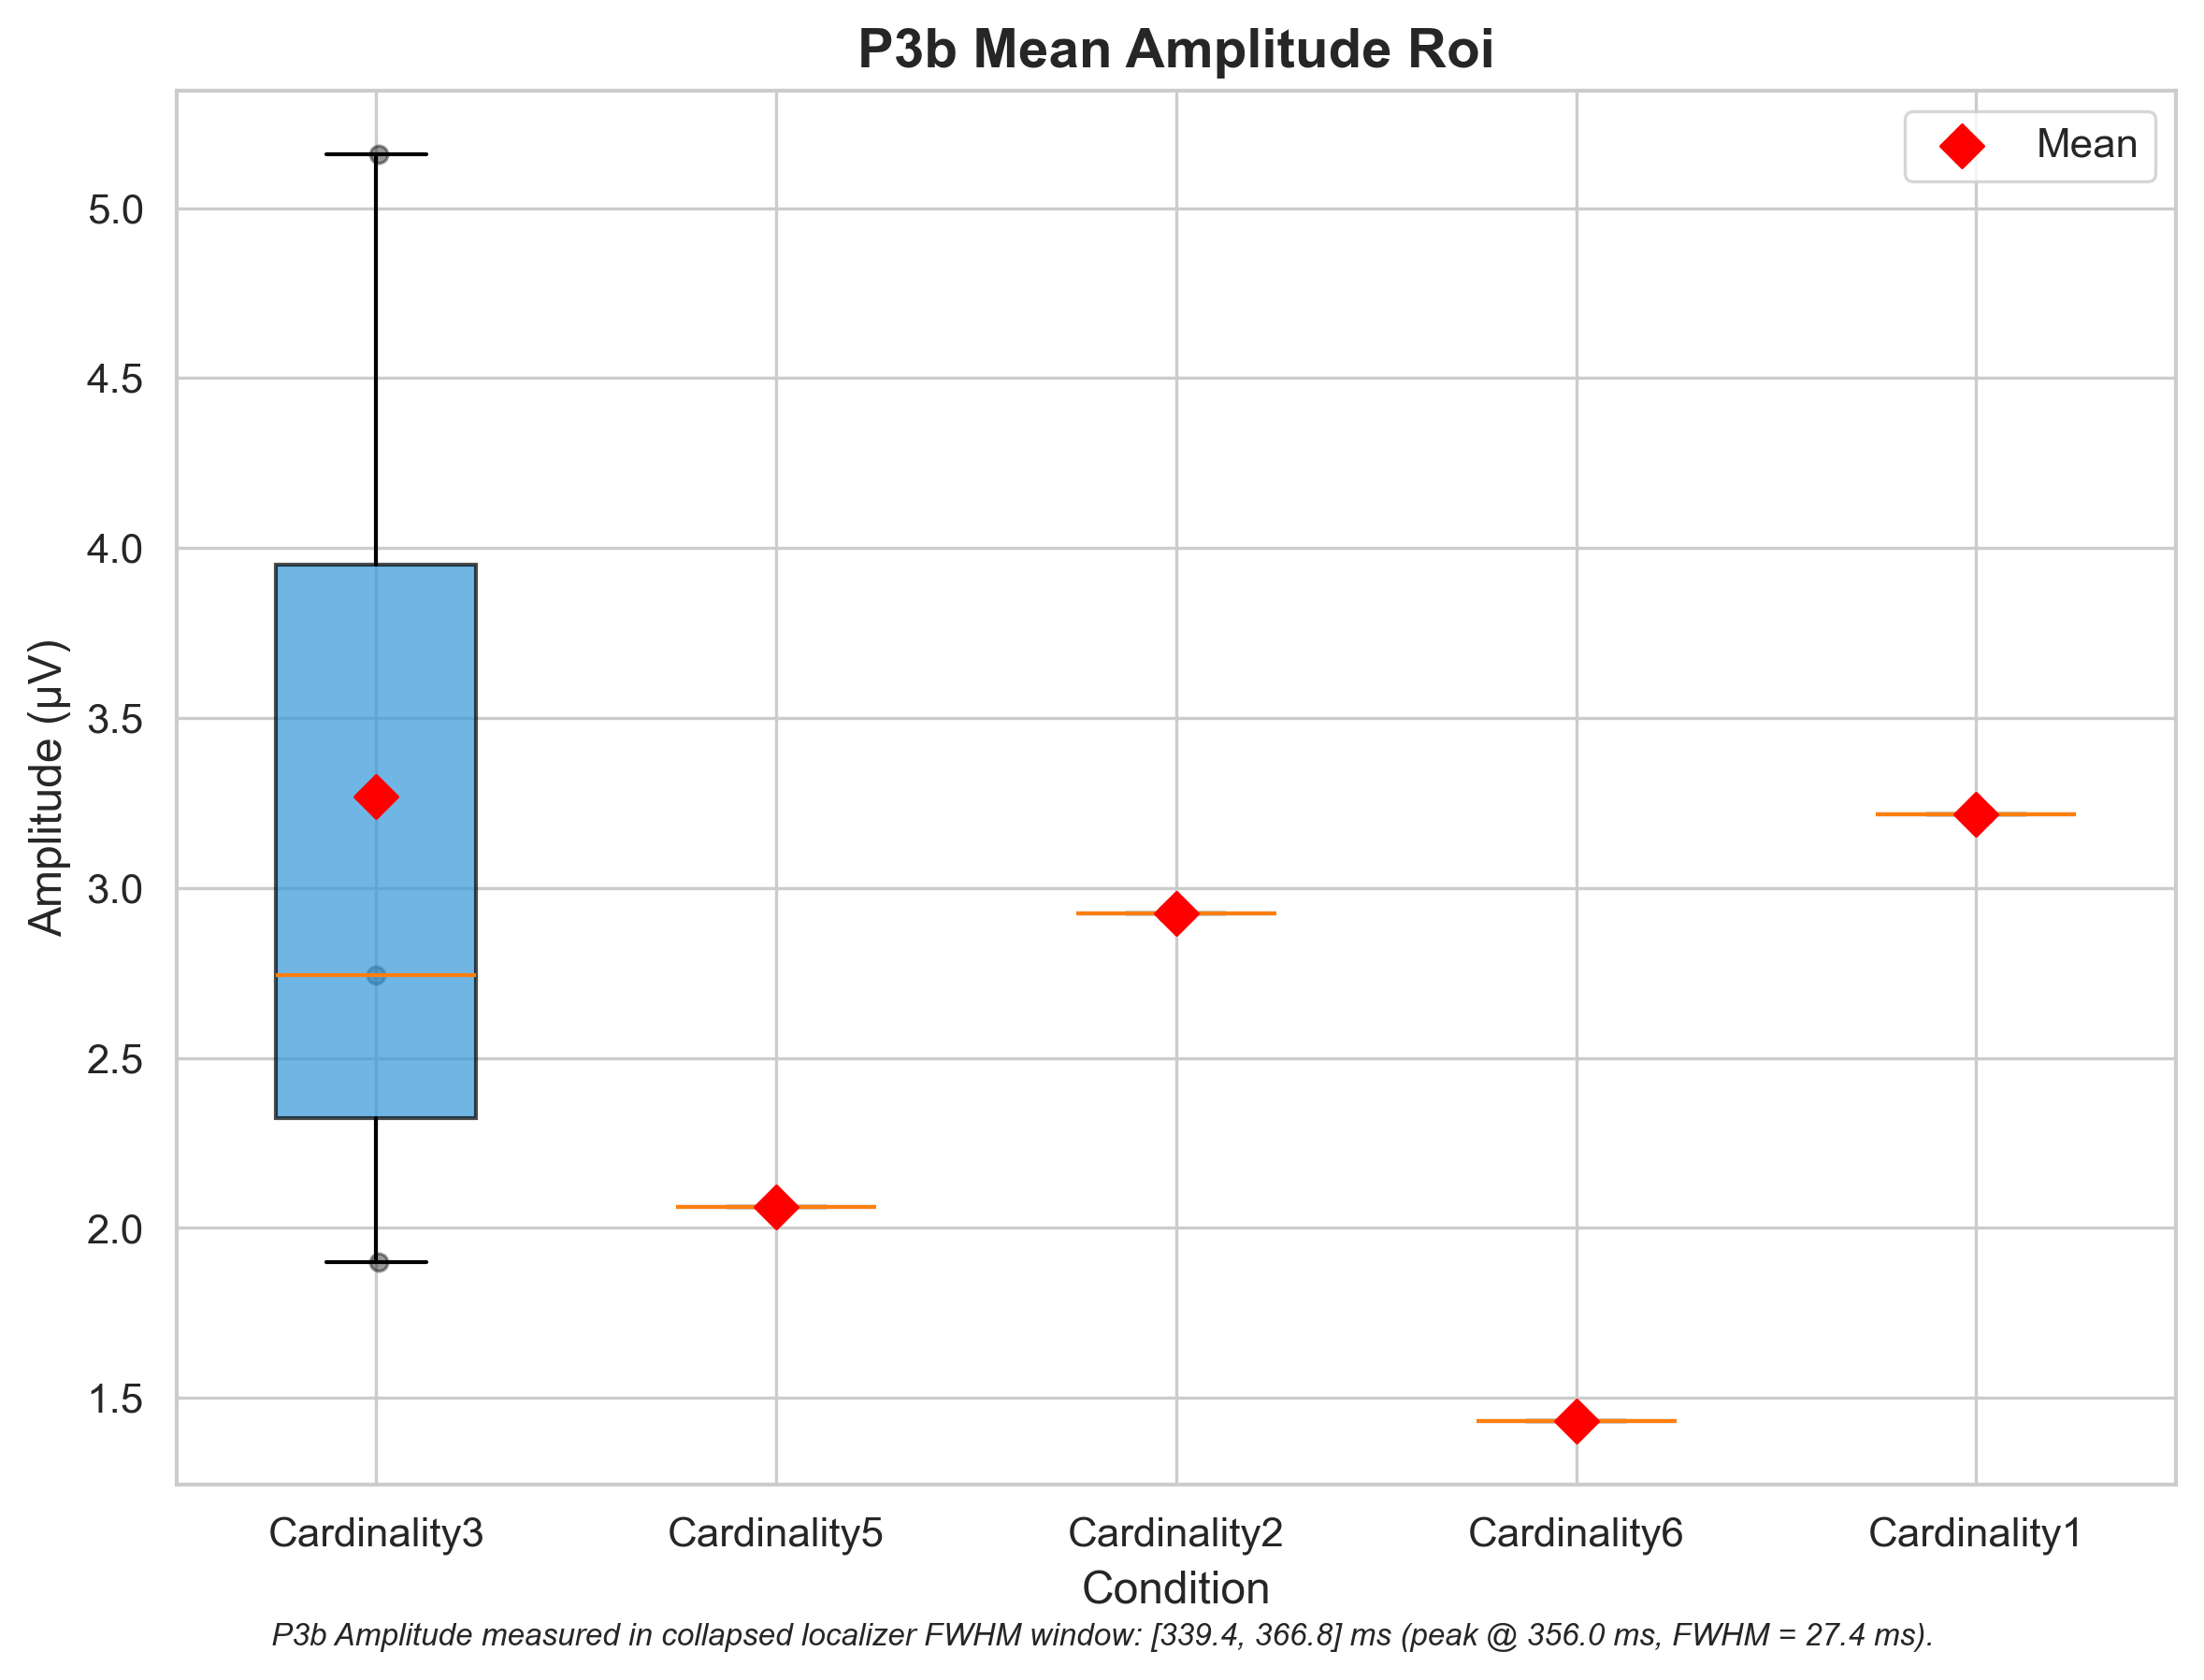 P3b Mean Amplitude Roi
Mean
5.0
4.5
4.0
3.5
3.0
2.5
2.0
1.5
Amplitude (µV)
Cardinality3 Cardinality5 Cardinality2 Cardinality6 Cardinality1
Condition
P3b Amplitude measured in collapsed localizer FWHM window: [339.4, 366.8] ms (peak @ 356.0 ms, FWHM = 27.4 ms).